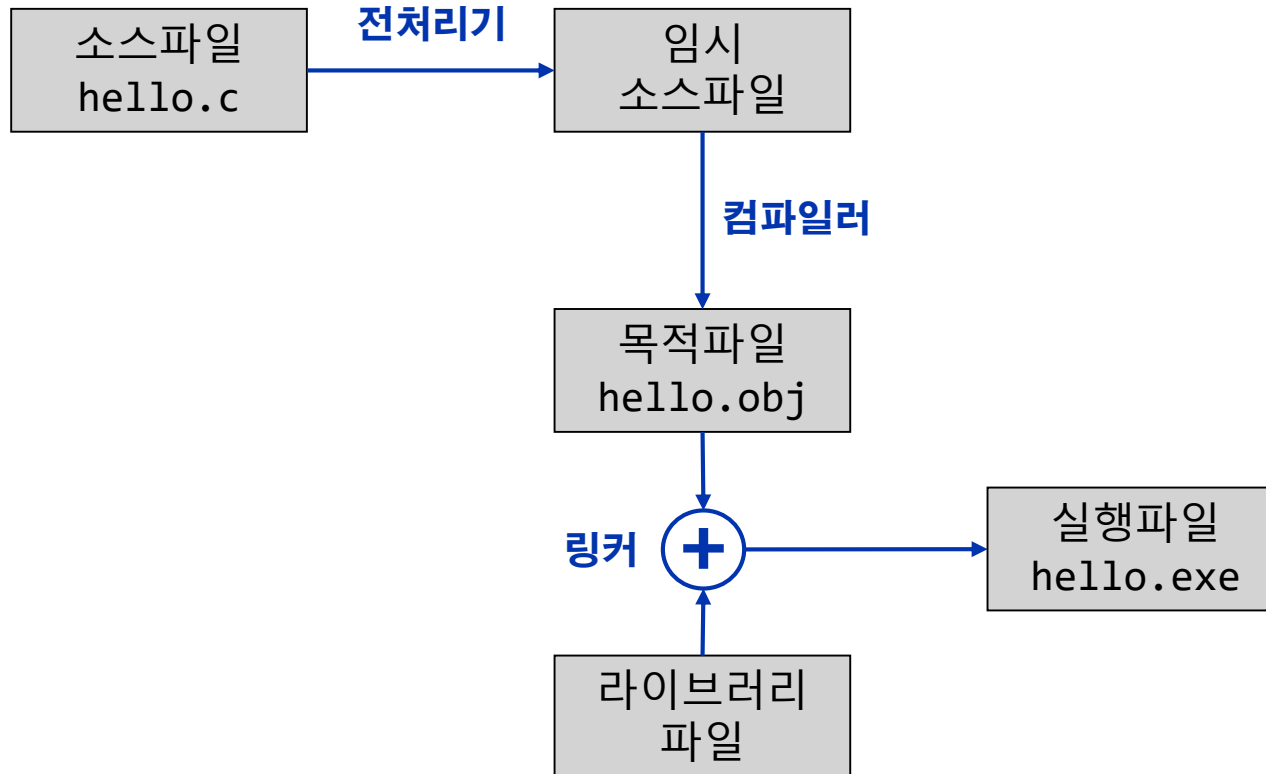 전처리기
소스파일
hello.c
임시
소스파일
컴파일러
목적파일
hello.obj
링커
+
실행파일
hello.exe
라이브러리
파일